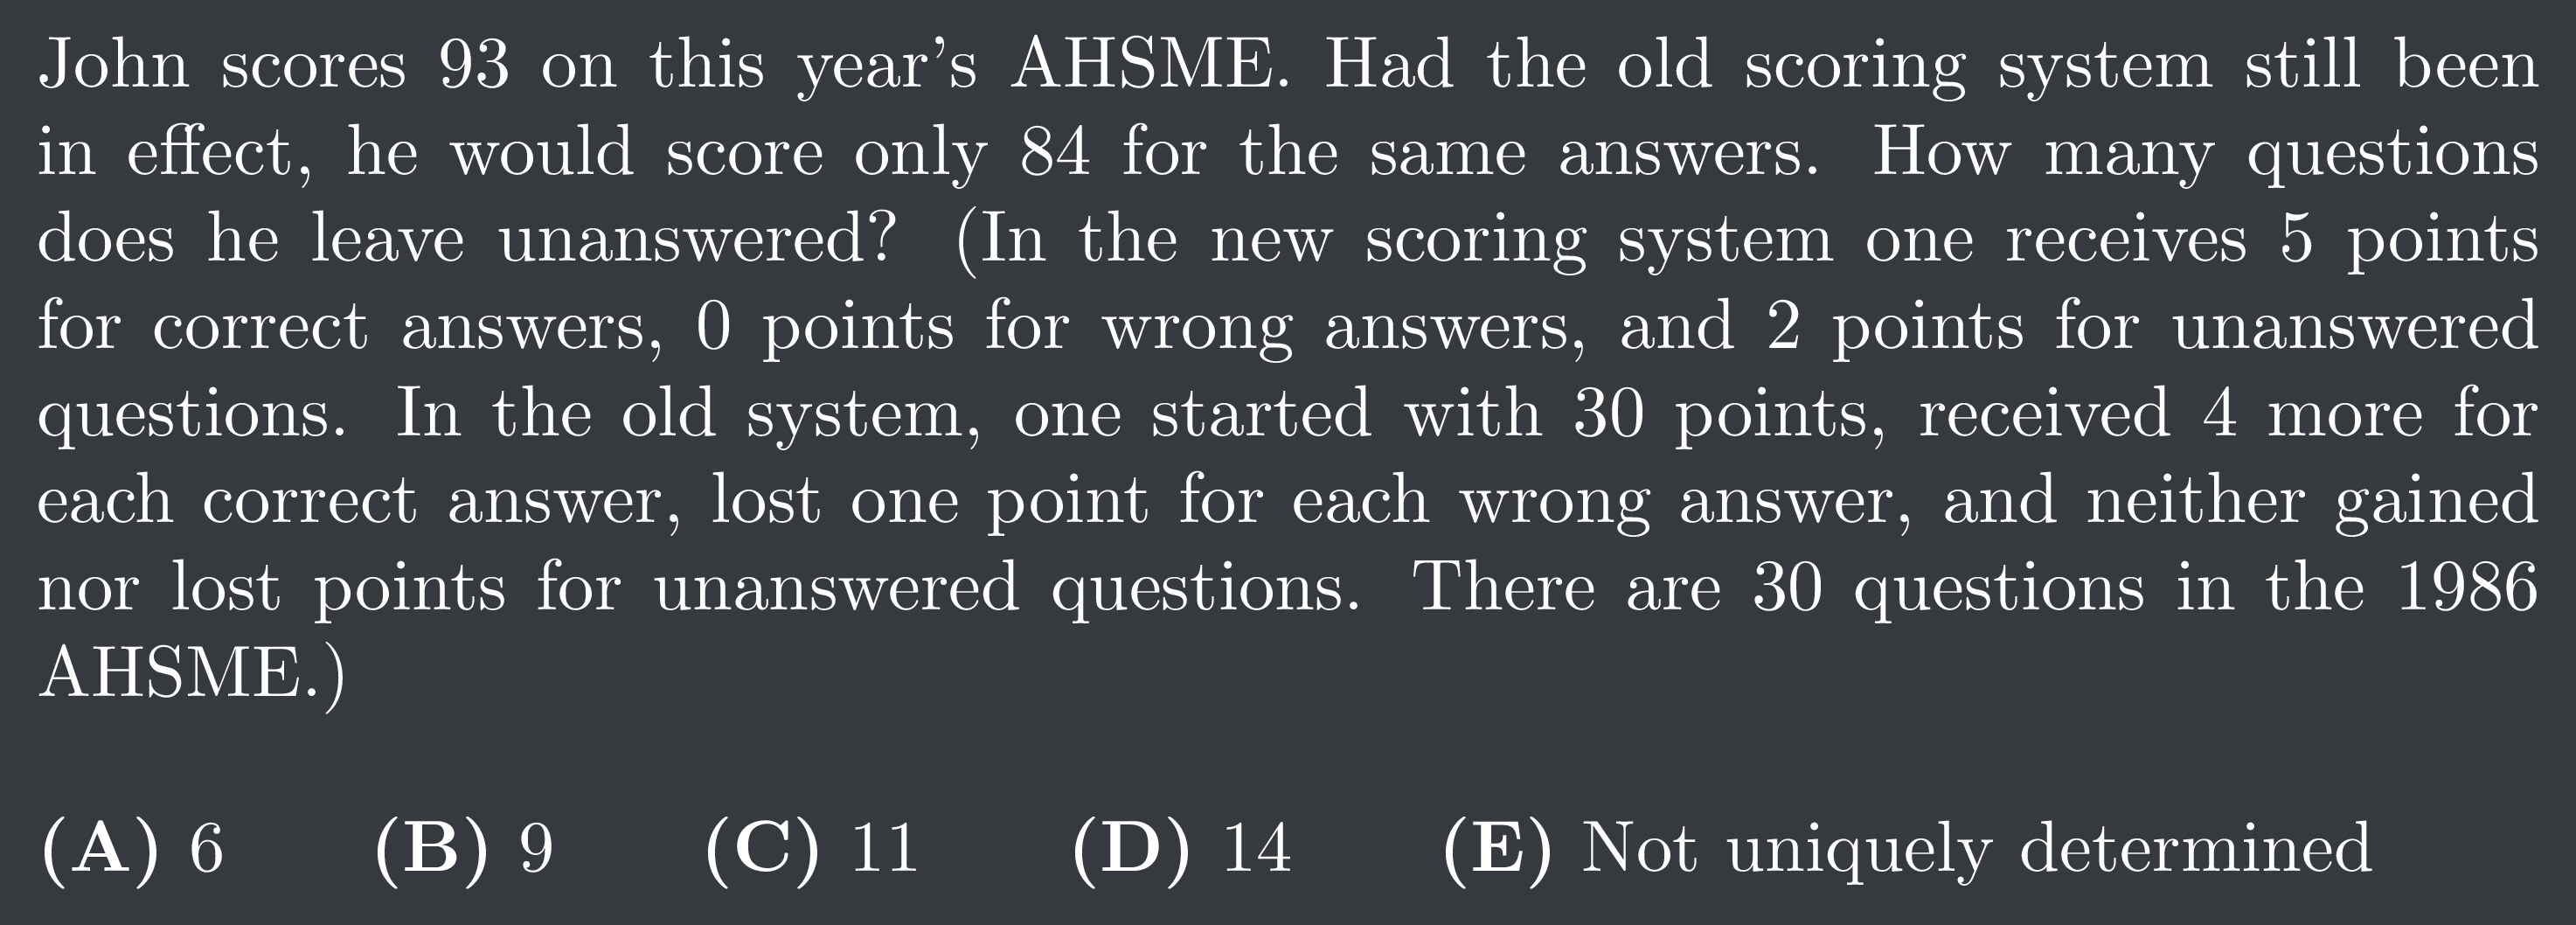 John scores 93 on this year's AHSME. Had the old scoring system still been
in effect, he would score only 84 for the same answers. How many questions
does he leave unanswered? (In the new scoring system one receives 5 points
for correct answers, 0 points for wrong answers, and 2 points for unanswered
questions. In the old system, one started with 30 points, received 4 more for
each correct answer, lost one point for each wrong answer, and neither gained
nor lost points for unanswered questions. There are 30 questions in the 1986
AHSME.)
(A) 6 (B) 9 (C) 11 (D) 14 (E) Not uniquely determined